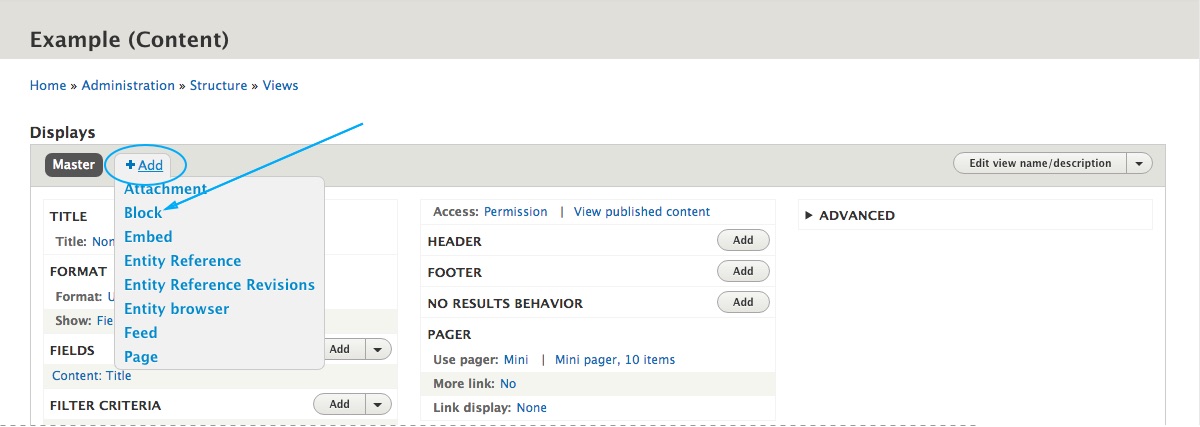 Example (Content)
Home » Administration » Structure » Views
Displays
Master
+ Add
Edit view name/description
Attachment
Block
Embed
Entity Reference
Entity Reference Revisions
Entity browser
Feed
Page
TITLE
Title: Non
FORMAT
Format: U
Show: Fie
FIELDS
Add
Content: Title
FILTER CRITERIA
Add
Access: Permission | View published content
HEADER
Add
FOOTER
Add
NO RESULTS BEHAVIOR
Add
PAGER
Use pager: Mini | Mini pager, 10 items
More link: No
Link display: None
ADVANCED